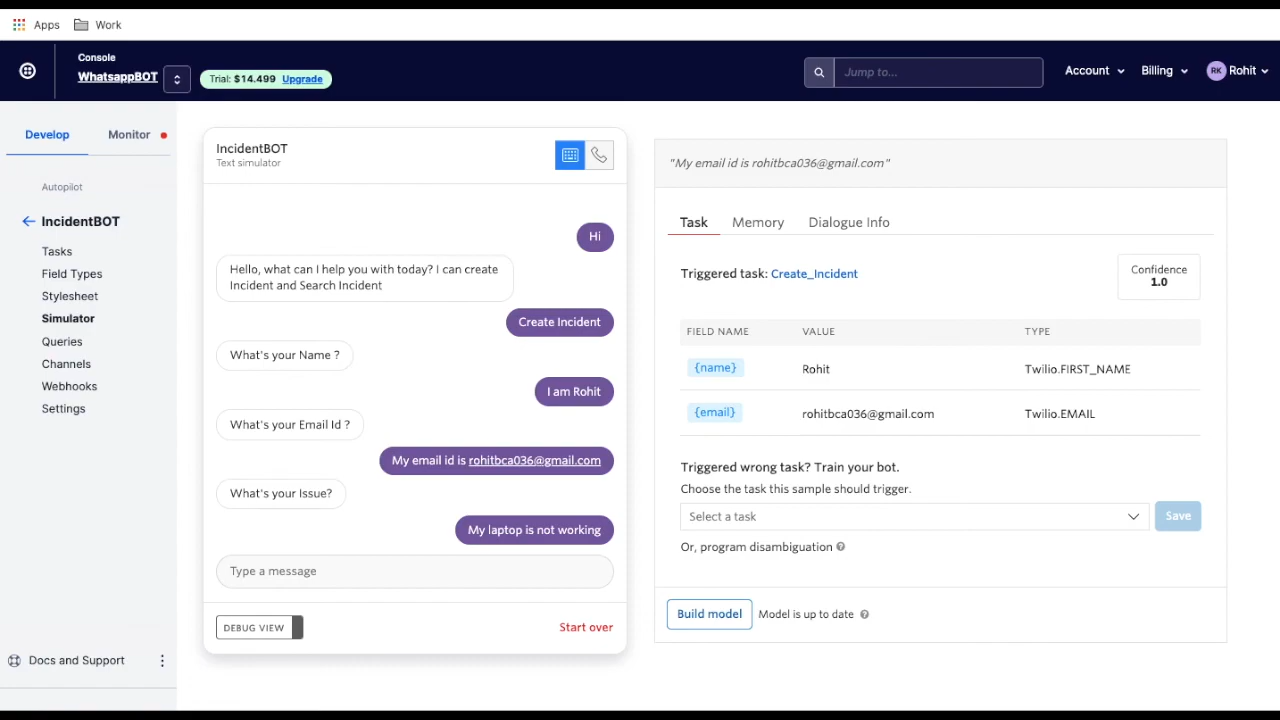 Apps Work
Console
WhatsappBOT
Trial: $14.499 Upgrade
Jump to...
Account Billing RK Rohit
Develop Monitor
Autopilot
IncidentBOT
Tasks
Field Types
Stylesheet
Simulator
Queries
Channels
Webhooks
Settings
Docs and Support
IncidentBOT
Text simulator
Hi
Hello, what can I help you with today? I can create
Incident and Search Incident
Create Incident
What's your Name ?
I am Rohit
What's your Email Id ?
My email id is rohitbca036@gmail.com
What's your Issue?
My laptop is not working
Type a message
DEBUG VIEW
Start over
"My email id is rohitbca036@gmail.com"
Task Memory Dialogue Info
Triggered task: Create_Incident
Confidence
1.0
FIELD NAME VALUE TYPE
{name} Rohit Twilio.FIRST_NAME
{email} rohitbca036@gmail.com Twilio.EMAIL
Triggered wrong task? Train your bot.
Choose the task this sample should trigger.
Select a task Save
Or, program disambiguation ?
Build model Model is up to date ?